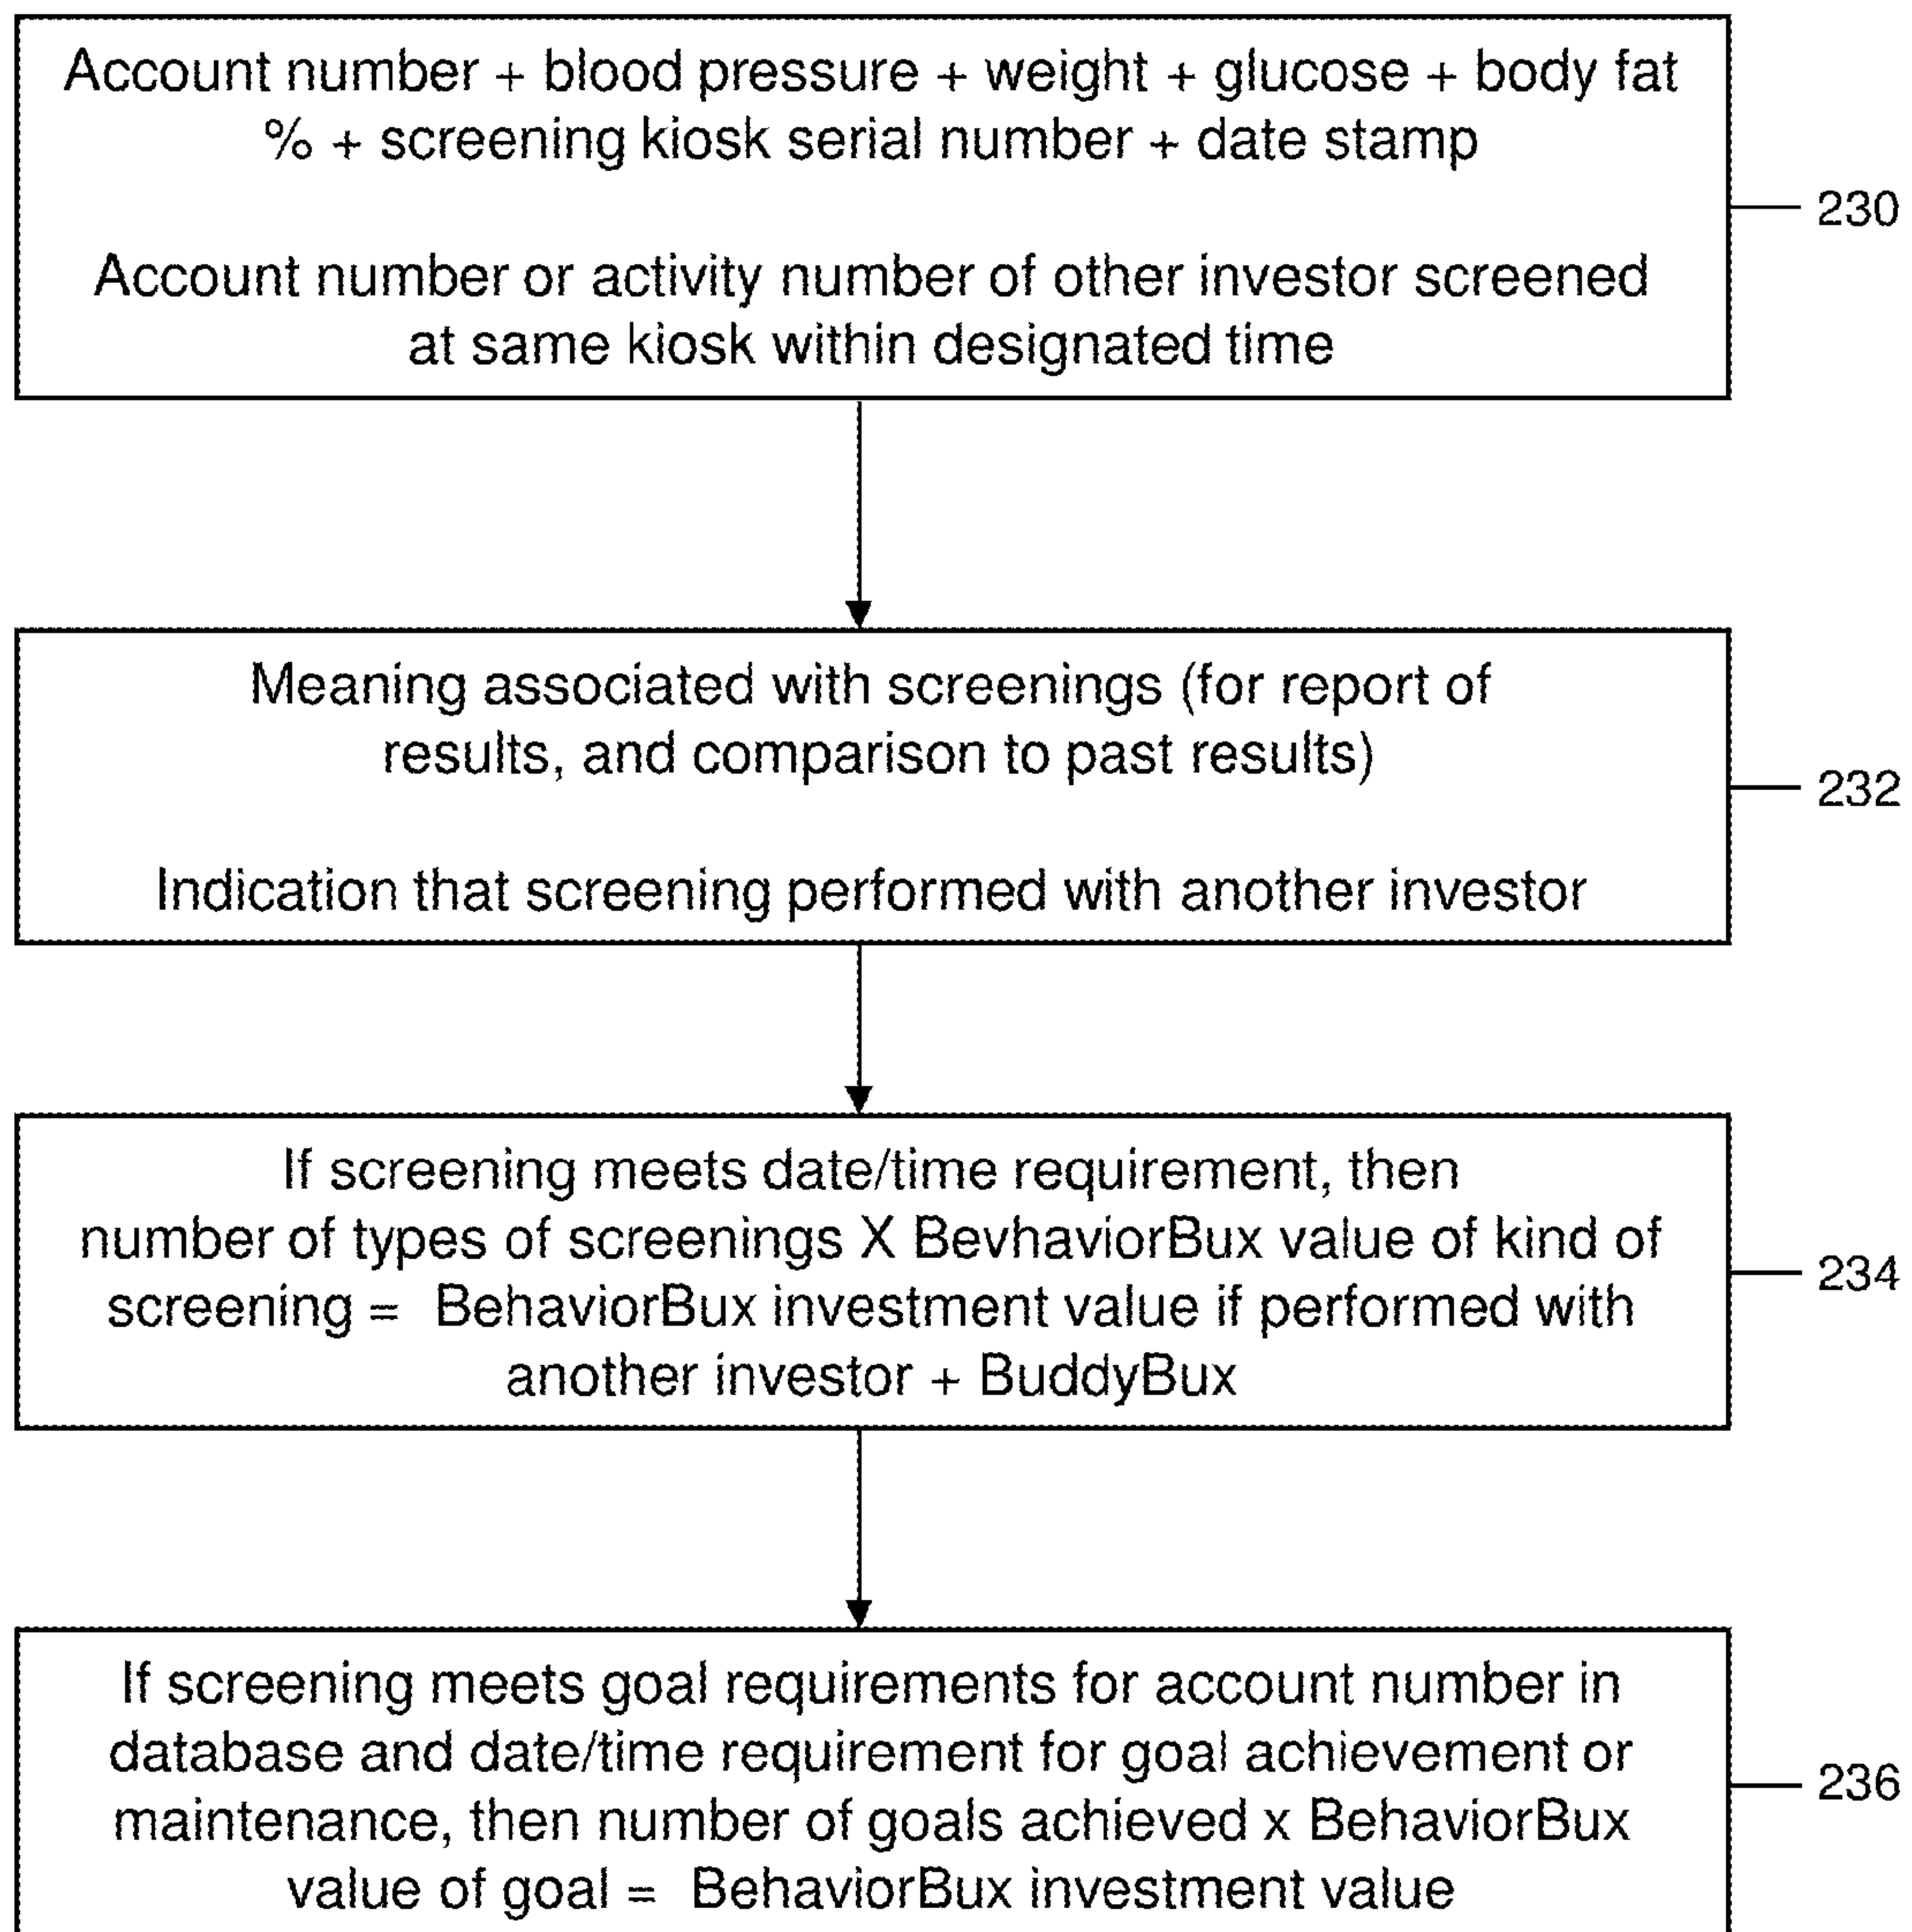 Account number + blood pressure + weight + glucose + body fat
% + screening kiosk serial number + date stamp
230
Account number or activity number of other investor screened
at same kiosk within designated time
Meaning associated with screenings (for report of
results, and comparison to past results)
232
Indication that screening performed with another investor
If screening meets date/time requirement, then
number of types of screenings X BevhaviorBux value of kind of
234
screening = BehaviorBux investment value if performed with
another investor + BuddyBux
If screening meets goal requirements for account number in
database and date/time requirement for goal achievement or
236
maintenance, then number of goals achieved x BehaviorBux
value of goal = BehaviorBux investment value